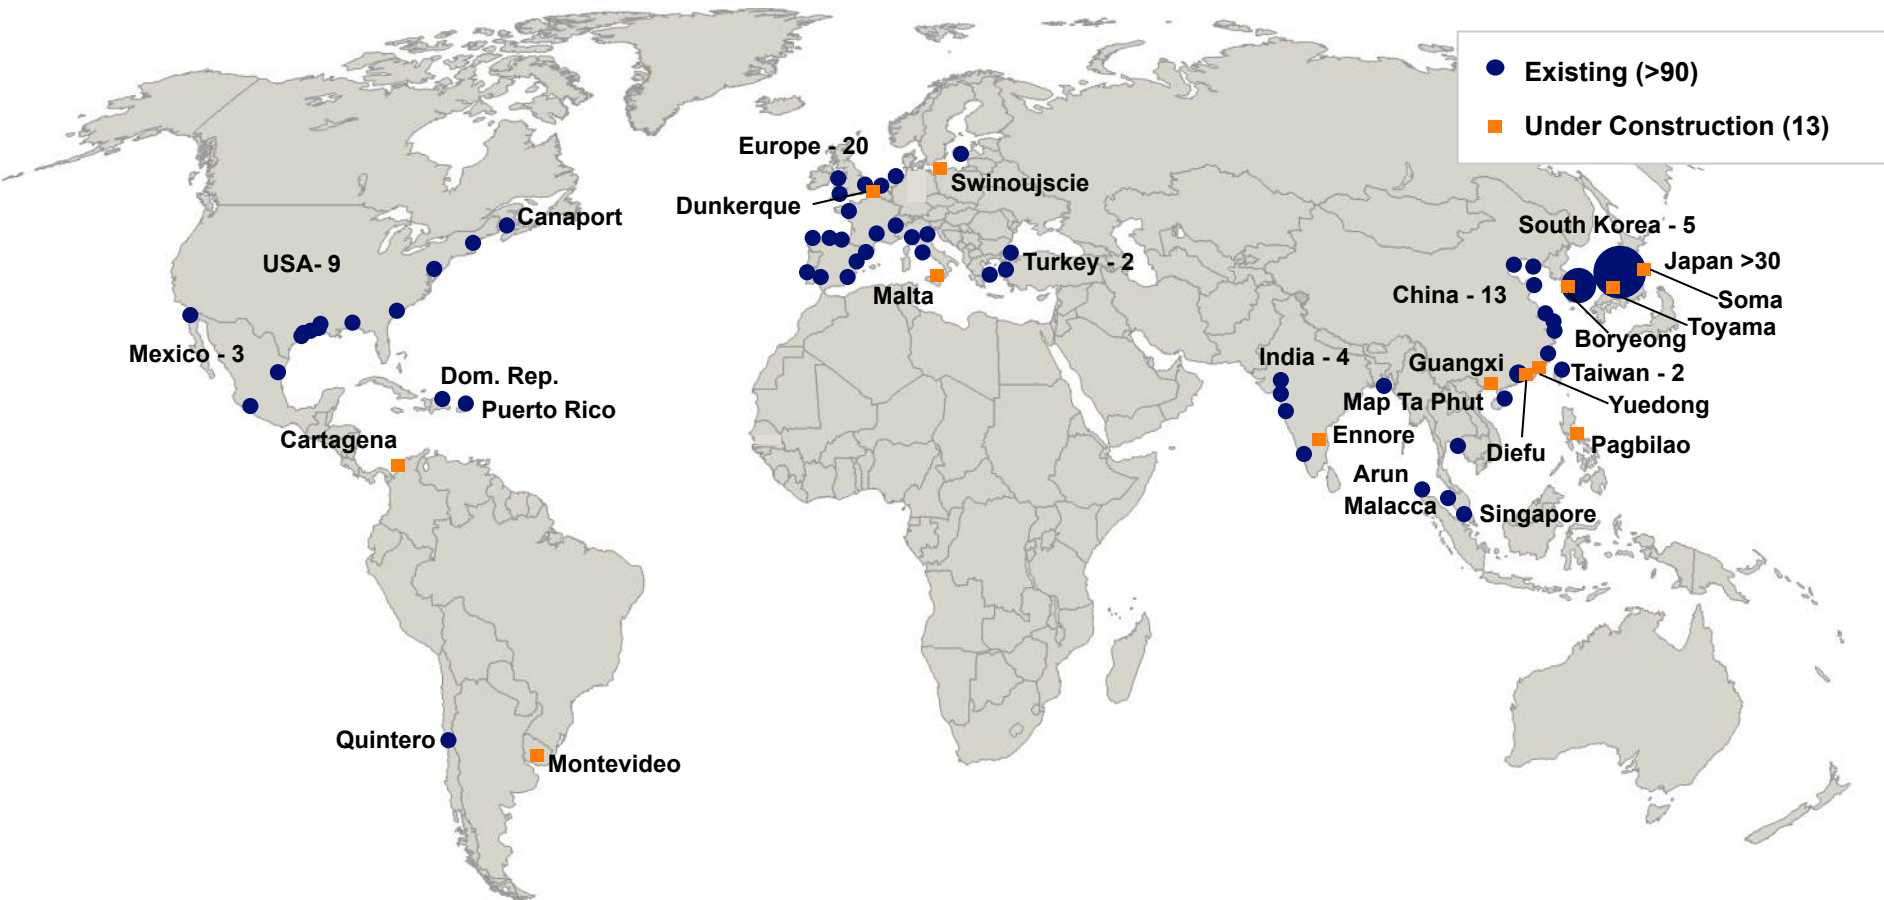 Existing (>90)
Under Construction (13)
Europe - 20
Swinoujscie
Dunkerque
Canaport
South Korea - 5
USA- 9
Turkey - 2
Japan >30
Malta
China - 13
Soma
Toyama
Boryeong
Mexico - 3
India - 4
Guangxi
Taiwan - 2
Dom. Rep.
Puerto Rico
Map Ta Phut
Yuedong
Cartagena
Ennore
Diefu
Pagbilao
Arun
Malacca
Singapore
Quintero
Montevideo